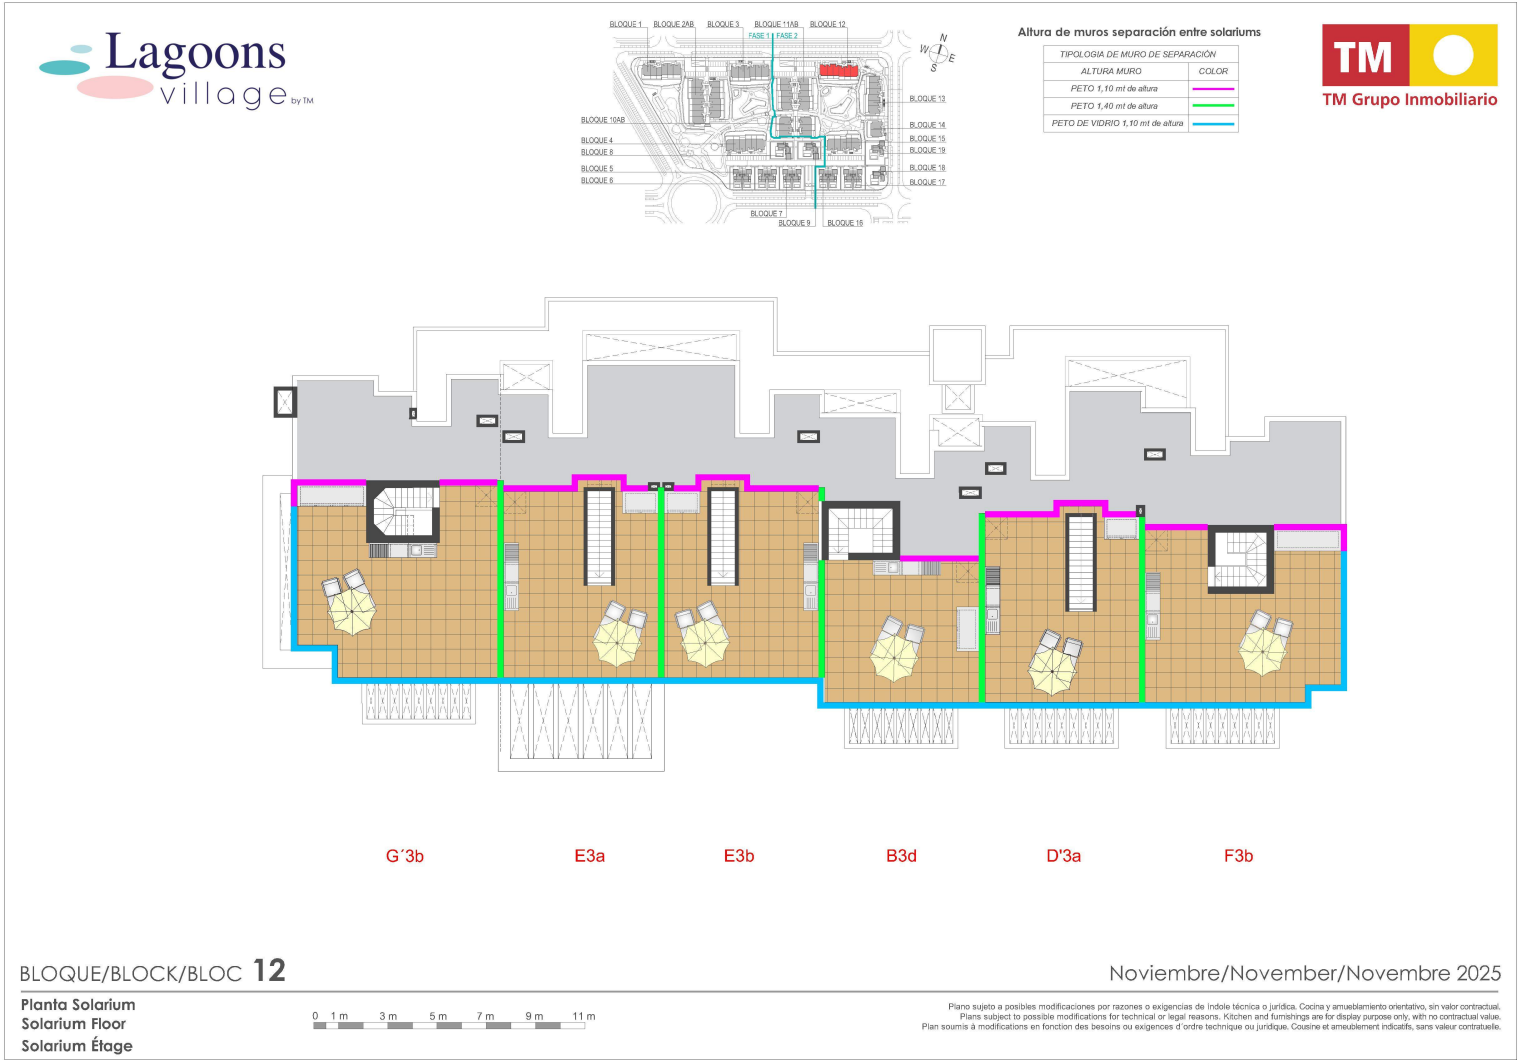 Lagoons
village by TM
BLOQUE 1
BLOQUE 2AB
BLOQUE 3
BLOQUE 11AB
BLOQUE 12
FASE 1
FASE 2
N
W
E
S
BLOQUE 13
BLOQUE 10AB
BLOQUE 14
BLOQUE 4
BLOQUE 15
BLOQUE 8
BLOQUE 19
BLOQUE 5
BLOQUE 18
BLOQUE 6
BLOQUE 17
BLOQUE 7
BLOQUE 9
BLOQUE 16
Altura de muros separación entre solariums
TIPOLOGIA DE MURO DE SEPARACIÓN
ALTURA MURO COLOR
PETO 1,10 mt de altura
PETO 1,40 mt de altura
PETO DE VIDRIO 1,10 mt de altura
TM
TM Grupo Inmobiliario
G´3b
E3a
E3b
B3d
D'3a
F3b
BLOQUE/BLOCK/BLOC 12
Noviembre/November/Novembre 2025
Planta Solarium
Solarium Floor
Solarium Étage
0 1 m 3 m 5 m 7 m 9 m 11 m
Plano sujeto a posibles modificaciones por razones o exigencias de índole técnica o jurídica. Cocina y amueblamiento orientativo, sin valor contractual.
Plans subject to possible modifications for technical or legal reasons. Kitchen and furnishings are for display purpose only, with no contractual value.
Plan soumis à modifications en fonction des besoins ou exigences d´ordre technique ou juridique. Cousine et ameublement indicatifs, sans valeur contratuelle.